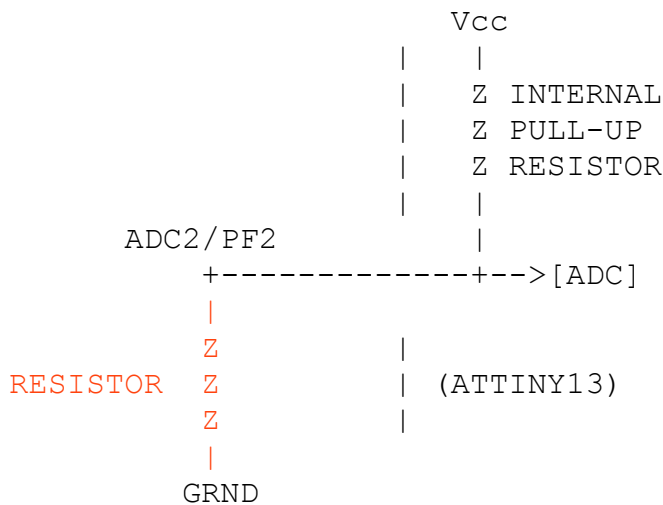 Vcc
| |
| Z INTERNAL
| Z PULL-UP
| Z RESISTOR
| |
ADC2/PF2 |
+-------------+-->[ADC]
|
Z |
RESISTOR Z | (ATTINY13)
Z |
|
GRND